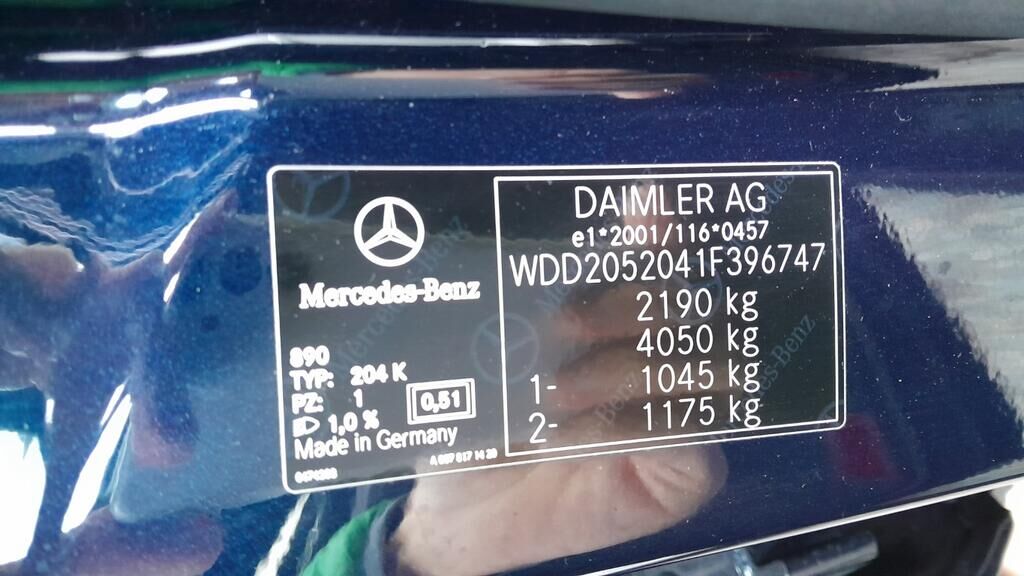 Mercedes-Benz
890
TYP: 204 K
PZ: 1
1,0 %
0,51
Made in Germany
DAIMLER AG
e1*2001/116*0457
WDD2052041F396747
2190 kg
4050 kg
1- 1045 kg
2- 1175 kg